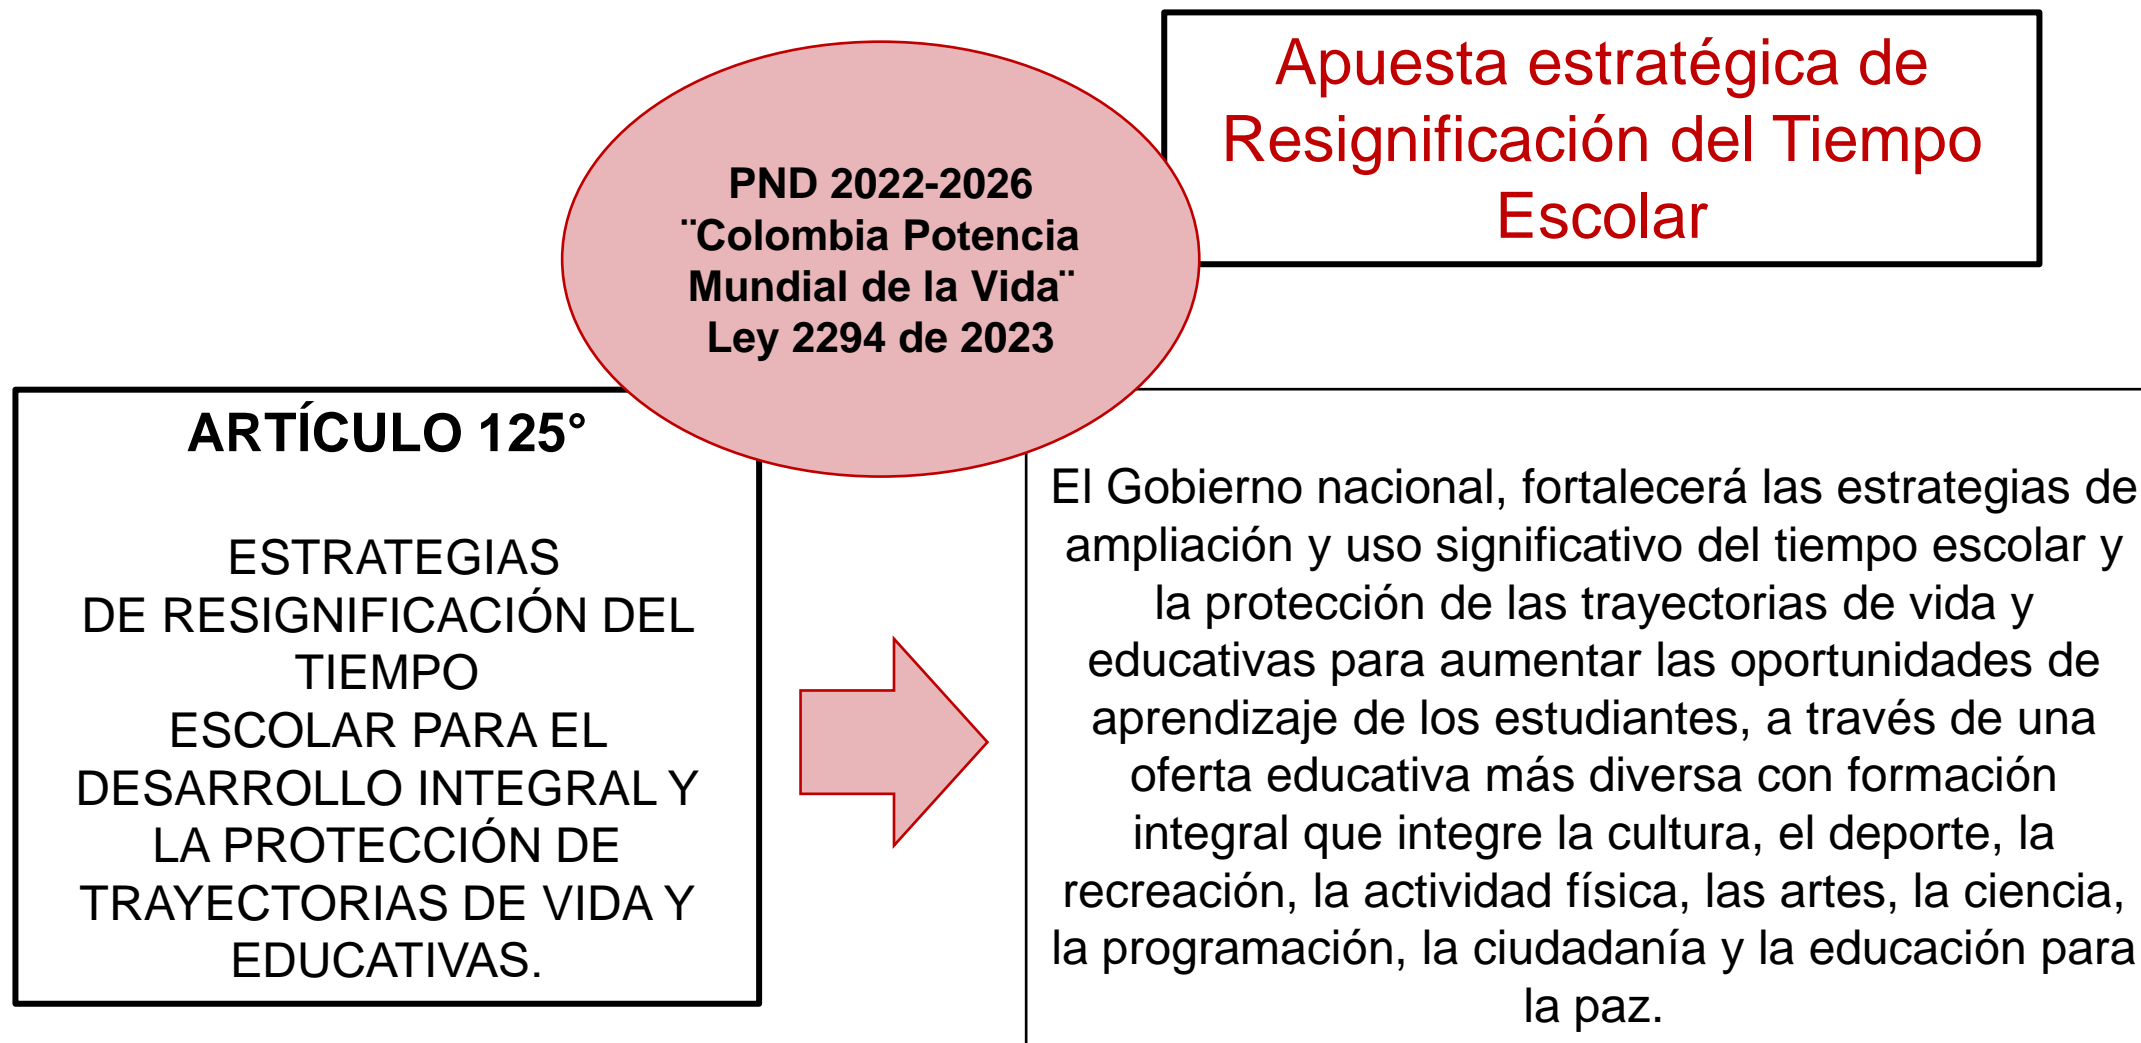 Apuesta estratégica de
Resignificación del Tiempo
Escolar
PND 2022-2026
¨Colombia Potencia
Mundial de la Vida¨
Ley 2294 de 2023
ARTÍCULO 125°
ESTRATEGIAS
DE RESIGNIFICACIÓN DEL
TIEMPO
ESCOLAR PARA EL
DESARROLLO INTEGRAL Y
LA PROTECCIÓN DE
TRAYECTORIAS DE VIDA Y
EDUCATIVAS.
El Gobierno nacional, fortalecerá las estrategias de
ampliación y uso significativo del tiempo escolar y
la protección de las trayectorias de vida y
educativas para aumentar las oportunidades de
aprendizaje de los estudiantes, a través de una
oferta educativa más diversa con formación
integral que integre la cultura, el deporte, la
recreación, la actividad física, las artes, la ciencia,
la programación, la ciudadanía y la educación para
la paz.